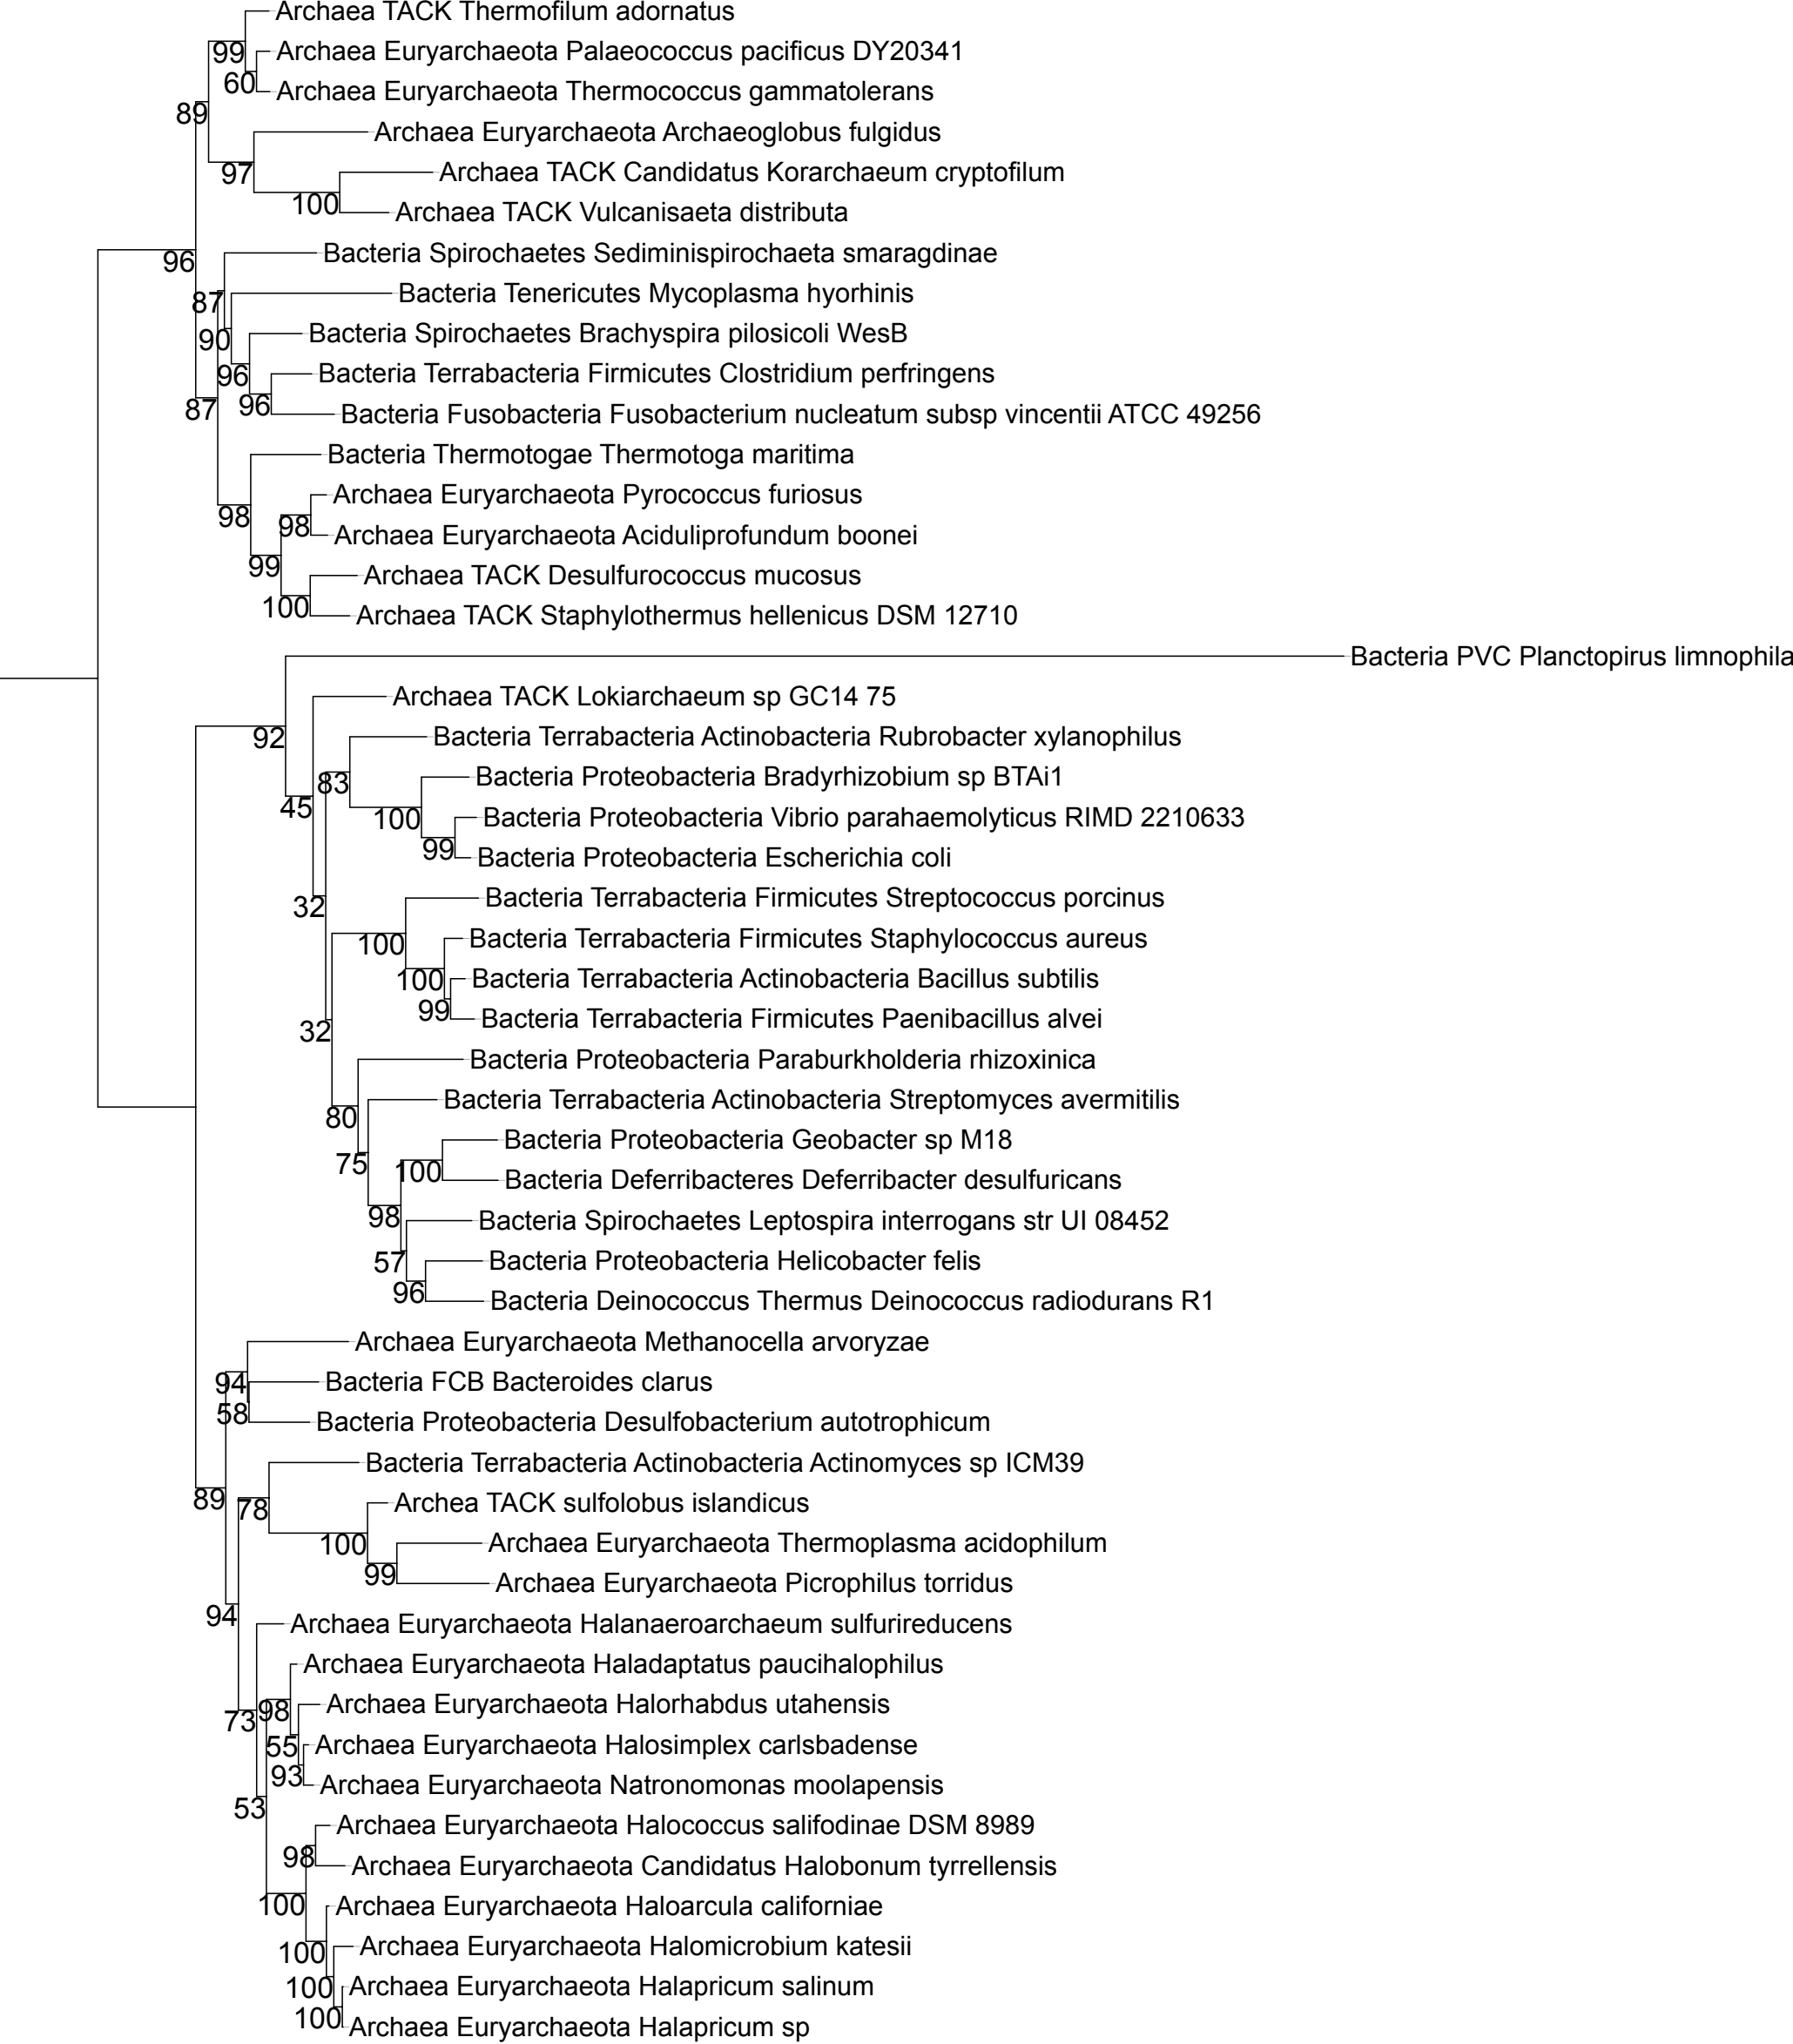 Archaea TACK Thermofilum adornatus
99
Archaea Euryarchaeota Palaeococcus pacificus DY20341
60
Archaea Euryarchaeota Thermococcus gammatolerans
89
Archaea Euryarchaeota Archaeoglobus fulgidus
97
Archaea TACK Candidatus Korarchaeum cryptofilum
100
Archaea TACK Vulcanisaeta distributa
96
Bacteria Spirochaetes Sediminispirochaeta smaragdinae
87
Bacteria Tenericutes Mycoplasma hyorhinis
90
Bacteria Spirochaetes Brachyspira pilosicoli WesB
96
Bacteria Terrabacteria Firmicutes Clostridium perfringens
87
96
Bacteria Fusobacteria Fusobacterium nucleatum subsp vincentii ATCC 49256
Bacteria Thermotogae Thermotoga maritima
Archaea Euryarchaeota Pyrococcus furiosus
98
98
Archaea Euryarchaeota Aciduliprofundum boonei
99
Archaea TACK Desulfurococcus mucosus
100
Archaea TACK Staphylothermus hellenicus DSM 12710
Bacteria PVC Planctopirus limnophila
Archaea TACK Lokiarchaeum sp GC14 75
92
Bacteria Terrabacteria Actinobacteria Rubrobacter xylanophilus
83
Bacteria Proteobacteria Bradyrhizobium sp BTAi1
45
100
Bacteria Proteobacteria Vibrio parahaemolyticus RIMD 2210633
99
Bacteria Proteobacteria Escherichia coli
32
Bacteria Terrabacteria Firmicutes Streptococcus porcinus
100
Bacteria Terrabacteria Firmicutes Staphylococcus aureus
100
Bacteria Terrabacteria Actinobacteria Bacillus subtilis
99
Bacteria Terrabacteria Firmicutes Paenibacillus alvei
32
Bacteria Proteobacteria Paraburkholderia rhizoxinica
80
Bacteria Terrabacteria Actinobacteria Streptomyces avermitilis
Bacteria Proteobacteria Geobacter sp M18
75
100
Bacteria Deferribacteres Deferribacter desulfuricans
98
Bacteria Spirochaetes Leptospira interrogans str UI 08452
57
Bacteria Proteobacteria Helicobacter felis
96
Bacteria Deinococcus Thermus Deinococcus radiodurans R1
Archaea Euryarchaeota Methanocella arvoryzae
94
Bacteria FCB Bacteroides clarus
58
Bacteria Proteobacteria Desulfobacterium autotrophicum
Bacteria Terrabacteria Actinobacteria Actinomyces sp ICM39
89
78
Archea TACK sulfolobus islandicus
100
Archaea Euryarchaeota Thermoplasma acidophilum
99
Archaea Euryarchaeota Picrophilus torridus
94
Archaea Euryarchaeota Halanaeroarchaeum sulfurireducens
Archaea Euryarchaeota Haladaptatus paucihalophilus
73
98
Archaea Euryarchaeota Halorhabdus utahensis
55
Archaea Euryarchaeota Halosimplex carlsbadense
93
Archaea Euryarchaeota Natronomonas moolapensis
53
Archaea Euryarchaeota Halococcus salifodinae DSM 8989
98
Archaea Euryarchaeota Candidatus Halobonum tyrrellensis
100
Archaea Euryarchaeota Haloarcula californiae
100
Archaea Euryarchaeota Halomicrobium katesii
100
Archaea Euryarchaeota Halapricum salinum
100
Archaea Euryarchaeota Halapricum sp